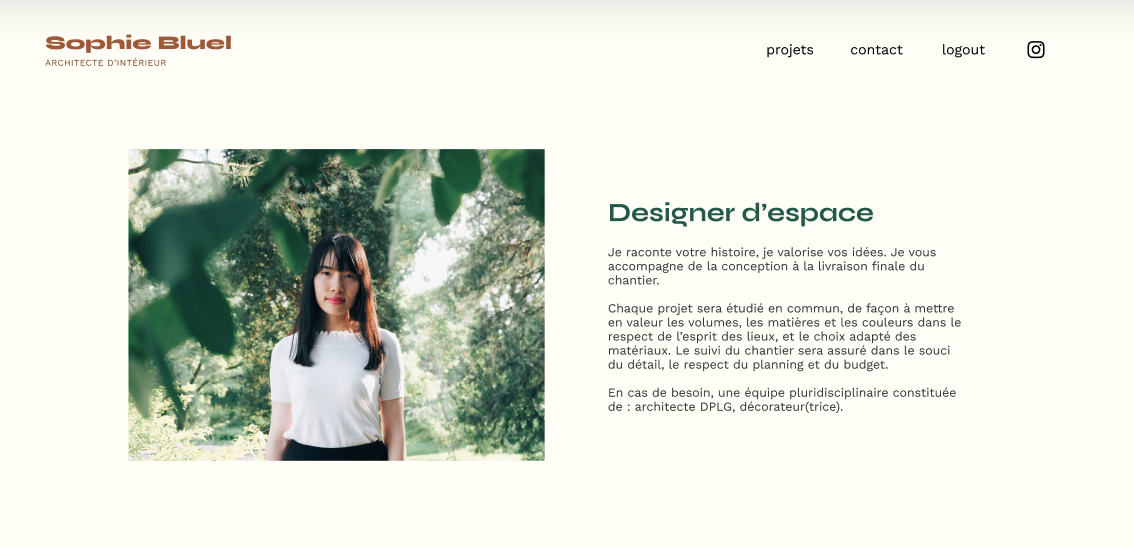 Sophie Bluel
ARCHITECTE D'INTÉRIEUR
projets
contact
logout
Designer d’espace
Je raconte votre histoire, je valorise vos idées. Je vous
accompagne de la conception à la livraison finale du
chantier.
Chaque projet sera étudié en commun, de façon à mettre
en valeur les volumes, les matières et les couleurs dans le
respect de l’esprit des lieux, et le choix adapté des
matériaux. Le suivi du chantier sera assuré dans le souci
du détail, le respect du planning et du budget.
En cas de besoin, une équipe pluridisciplinaire constituée
de : architecte DPLG, décorateur(trice).